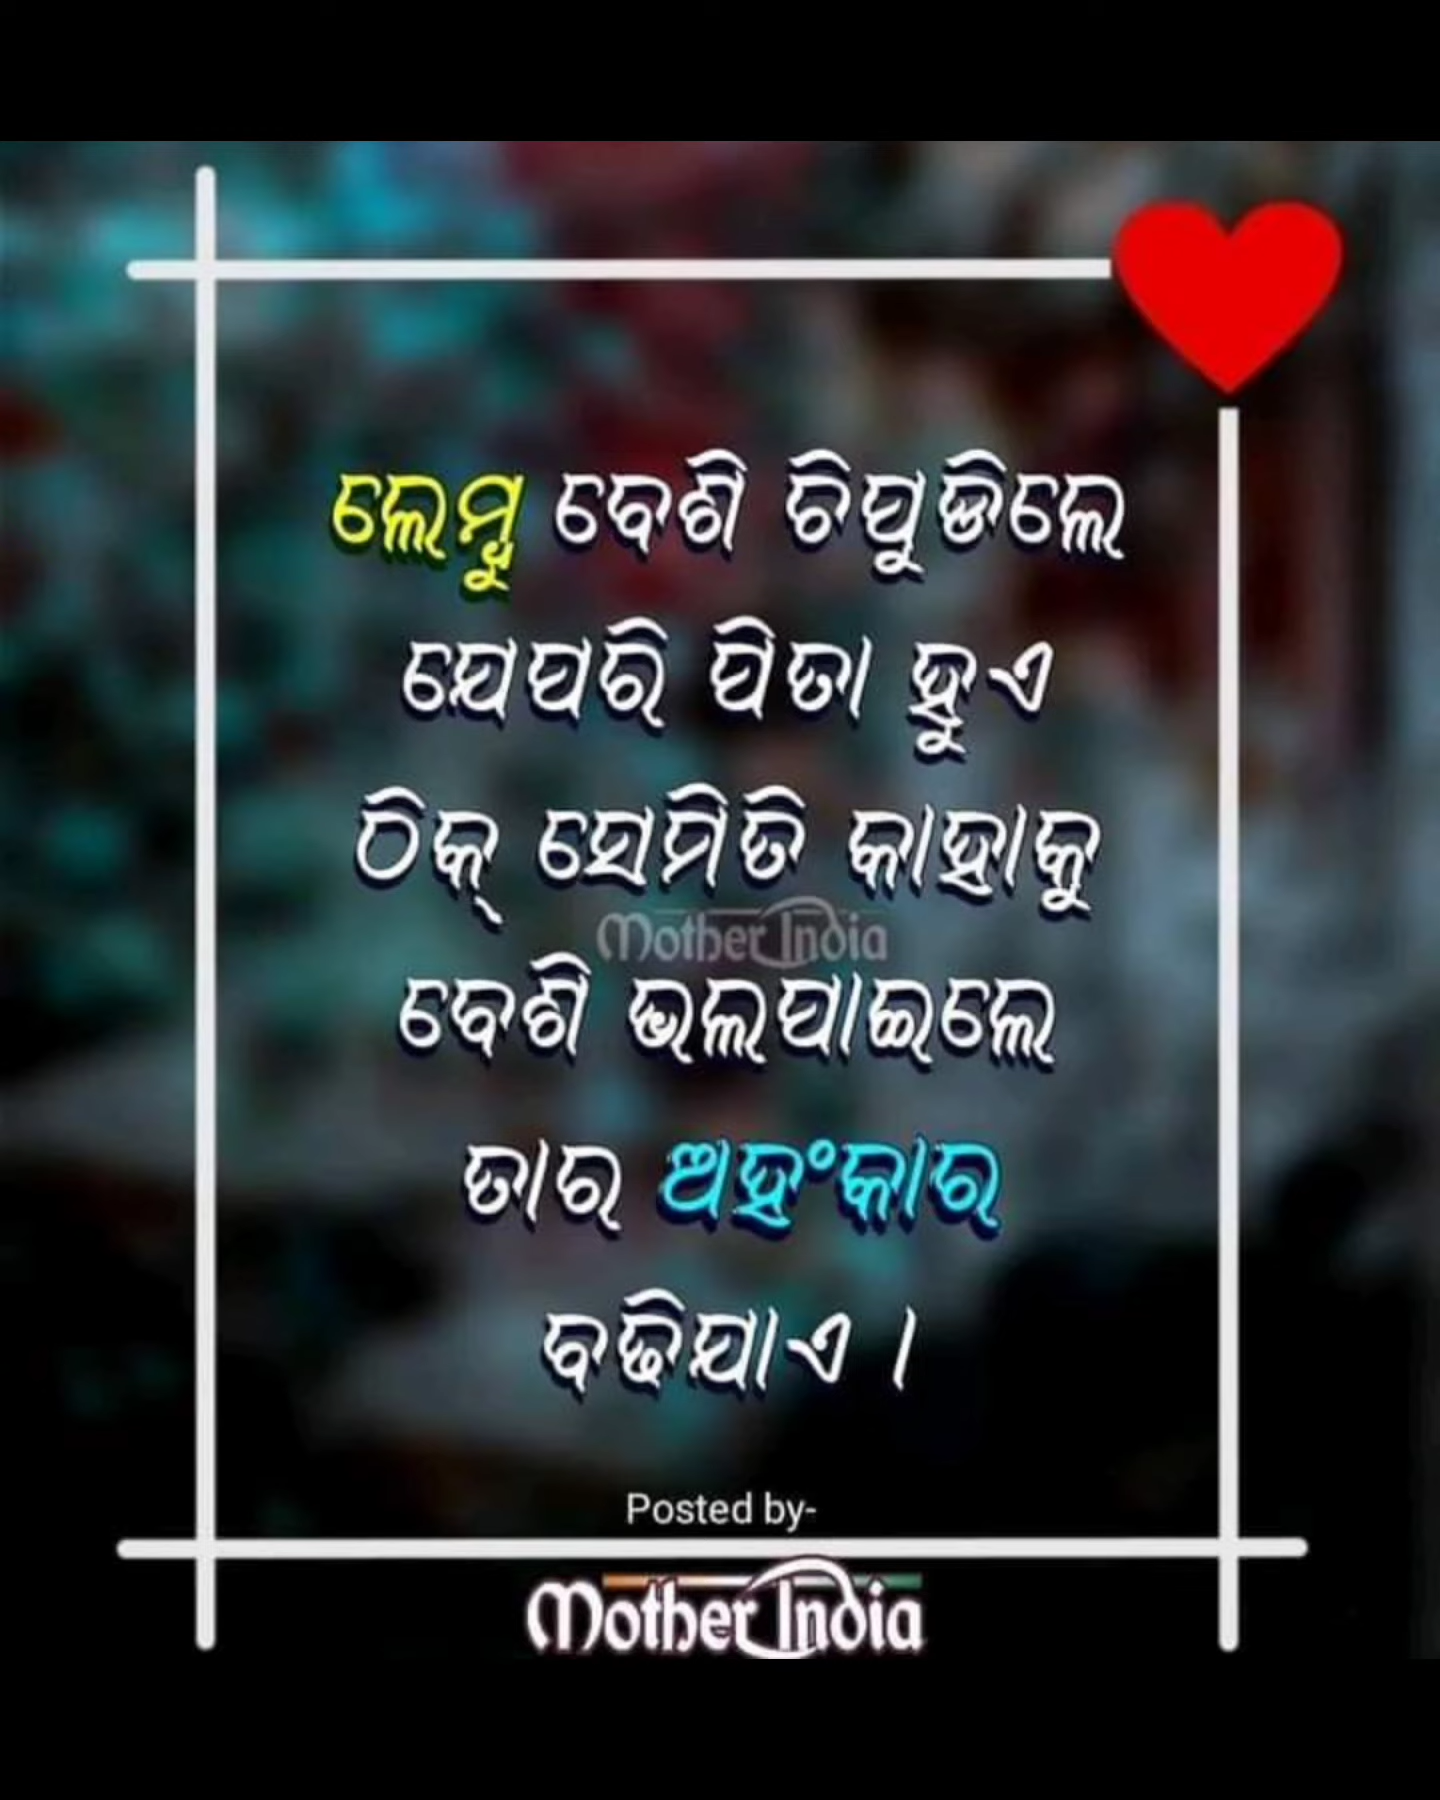 ଲେମ୍ବୁ ବେଶି ଚିପୁଡିଲେ
ଯେପରି ପିତା ହୁଏ
ଠିକ୍ ସେମିତି କାହାକୁ
Mother India
ବେଶି ଭଲପାଇଲେ
ତାର ଅହଂକାର
ବଢିଯାଏ ।
Posted by-
Mother India